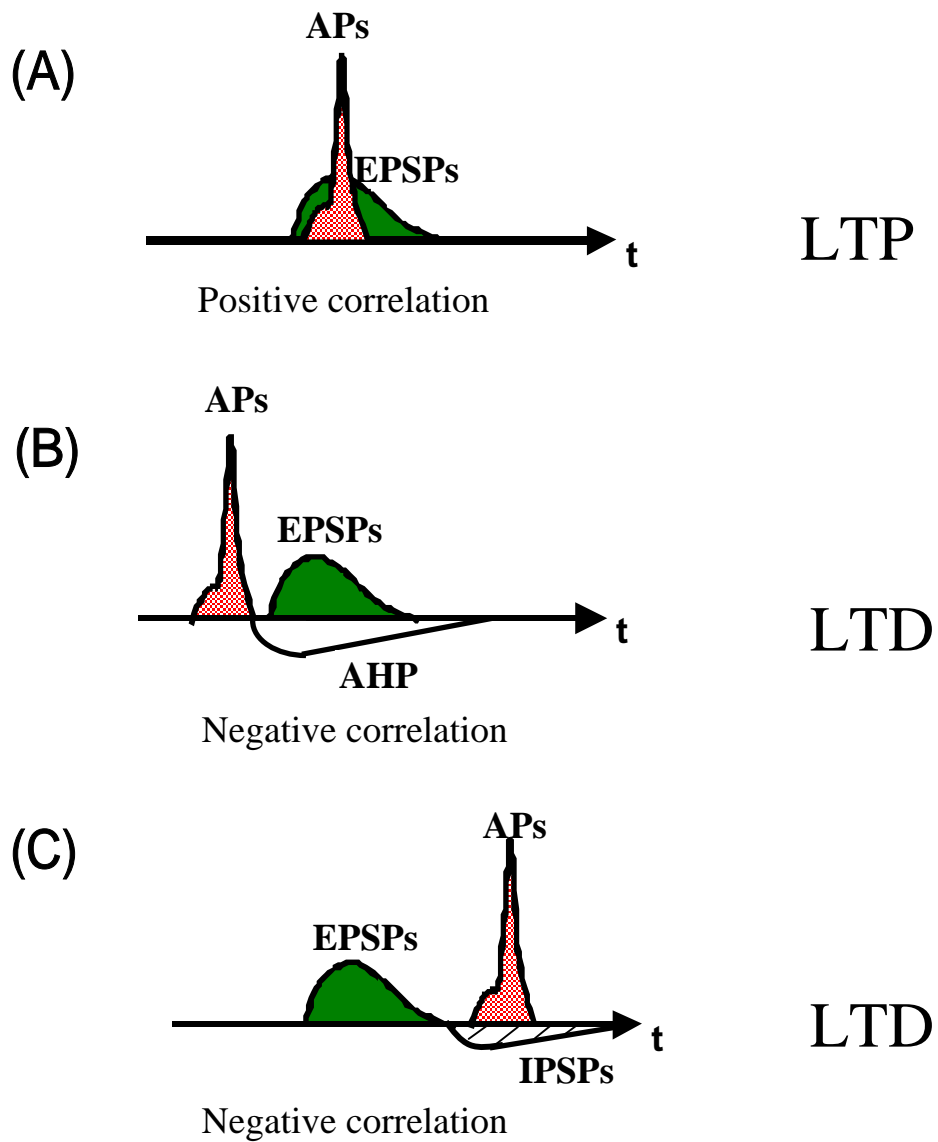 APs
(A)
EPSPs
t
LTP
Positive correlation
APs
(B)
EPSPs
t
LTD
AHP
Negative correlation
APs
(C)
EPSPs
t
LTD
IPSPs
Negative correlation